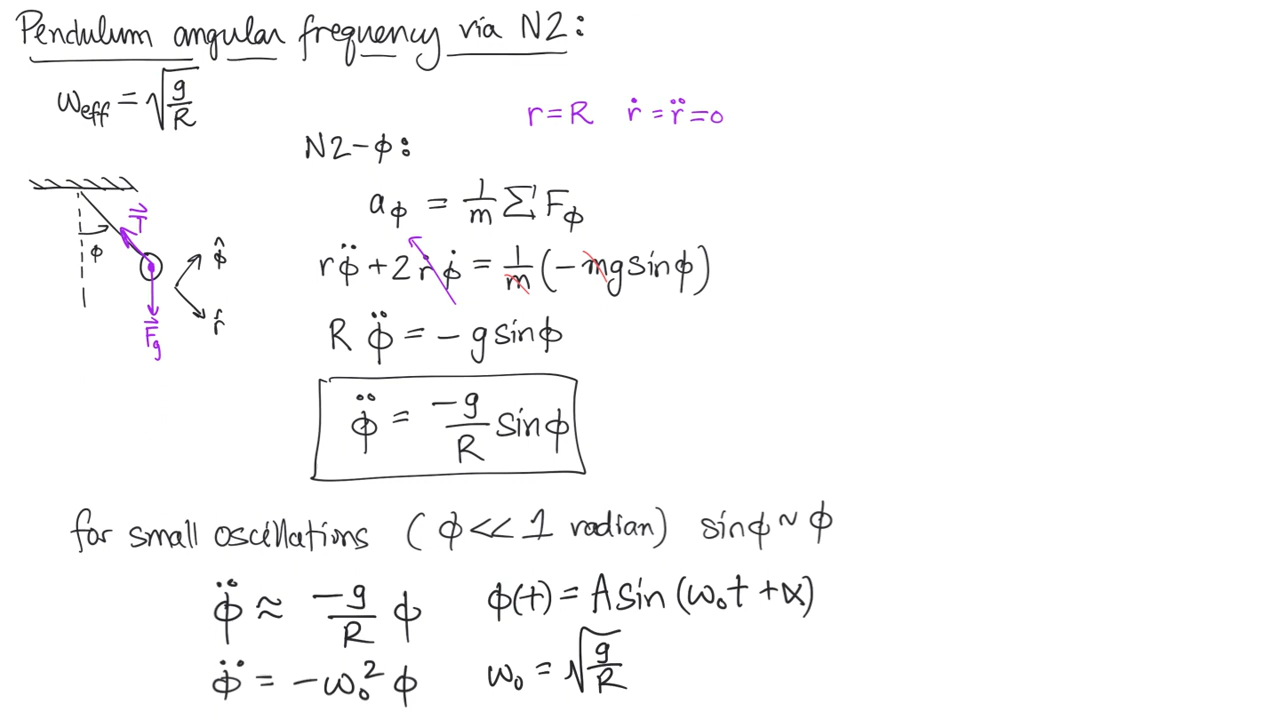 Pendulum angular frequency via N2:
ω_eff = √(g/R)
r = R ṙ = r̈ = 0
N2-ϕ:
a_ϕ = 1/m Σ F_ϕ
rϕ̈ + 2ṙϕ̇ = 1/m (-mg sinϕ)
R ϕ̈ = - g sinϕ
ϕ̈ = -g/R sinϕ
T⃗
ϕ
ϕ̂
r̂
F⃗_g
for small oscillations (ϕ << 1 radian) sinϕ ~ ϕ
ϕ̈ ≈ -g/R ϕ ϕ(t) = A sin (ω₀t + α)
ϕ̈ = -ω₀² ϕ ω₀ = √(g/R)